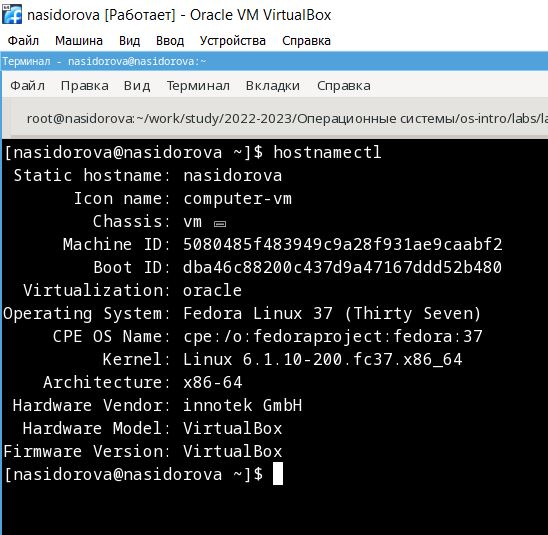 nasidorova [Работает] - Oracle VM VirtualBox
Файл Машина Вид Ввод Устройства Справка
Терминал - nasidorova@nasidorova:~
Файл Правка Вид Терминал Вкладки Справка
root@nasidorova:~/work/study/2022-2023/Операционные системы/os-intro/labs/la
[nasidorova@nasidorova ~]$ hostnamectl
Static hostname: nasidorova
Icon name: computer-vm
Chassis: vm
Machine ID: 5080485f483949c9a28f931ae9caabf2
Boot ID: dba46c88200c437d9a47167ddd52b480
Virtualization: oracle
Operating System: Fedora Linux 37 (Thirty Seven)
CPE OS Name: cpe:/o:fedoraproject:fedora:37
Kernel: Linux 6.1.10-200.fc37.x86_64
Architecture: x86-64
Hardware Vendor: innotek GmbH
Hardware Model: VirtualBox
Firmware Version: VirtualBox
[nasidorova@nasidorova ~]$